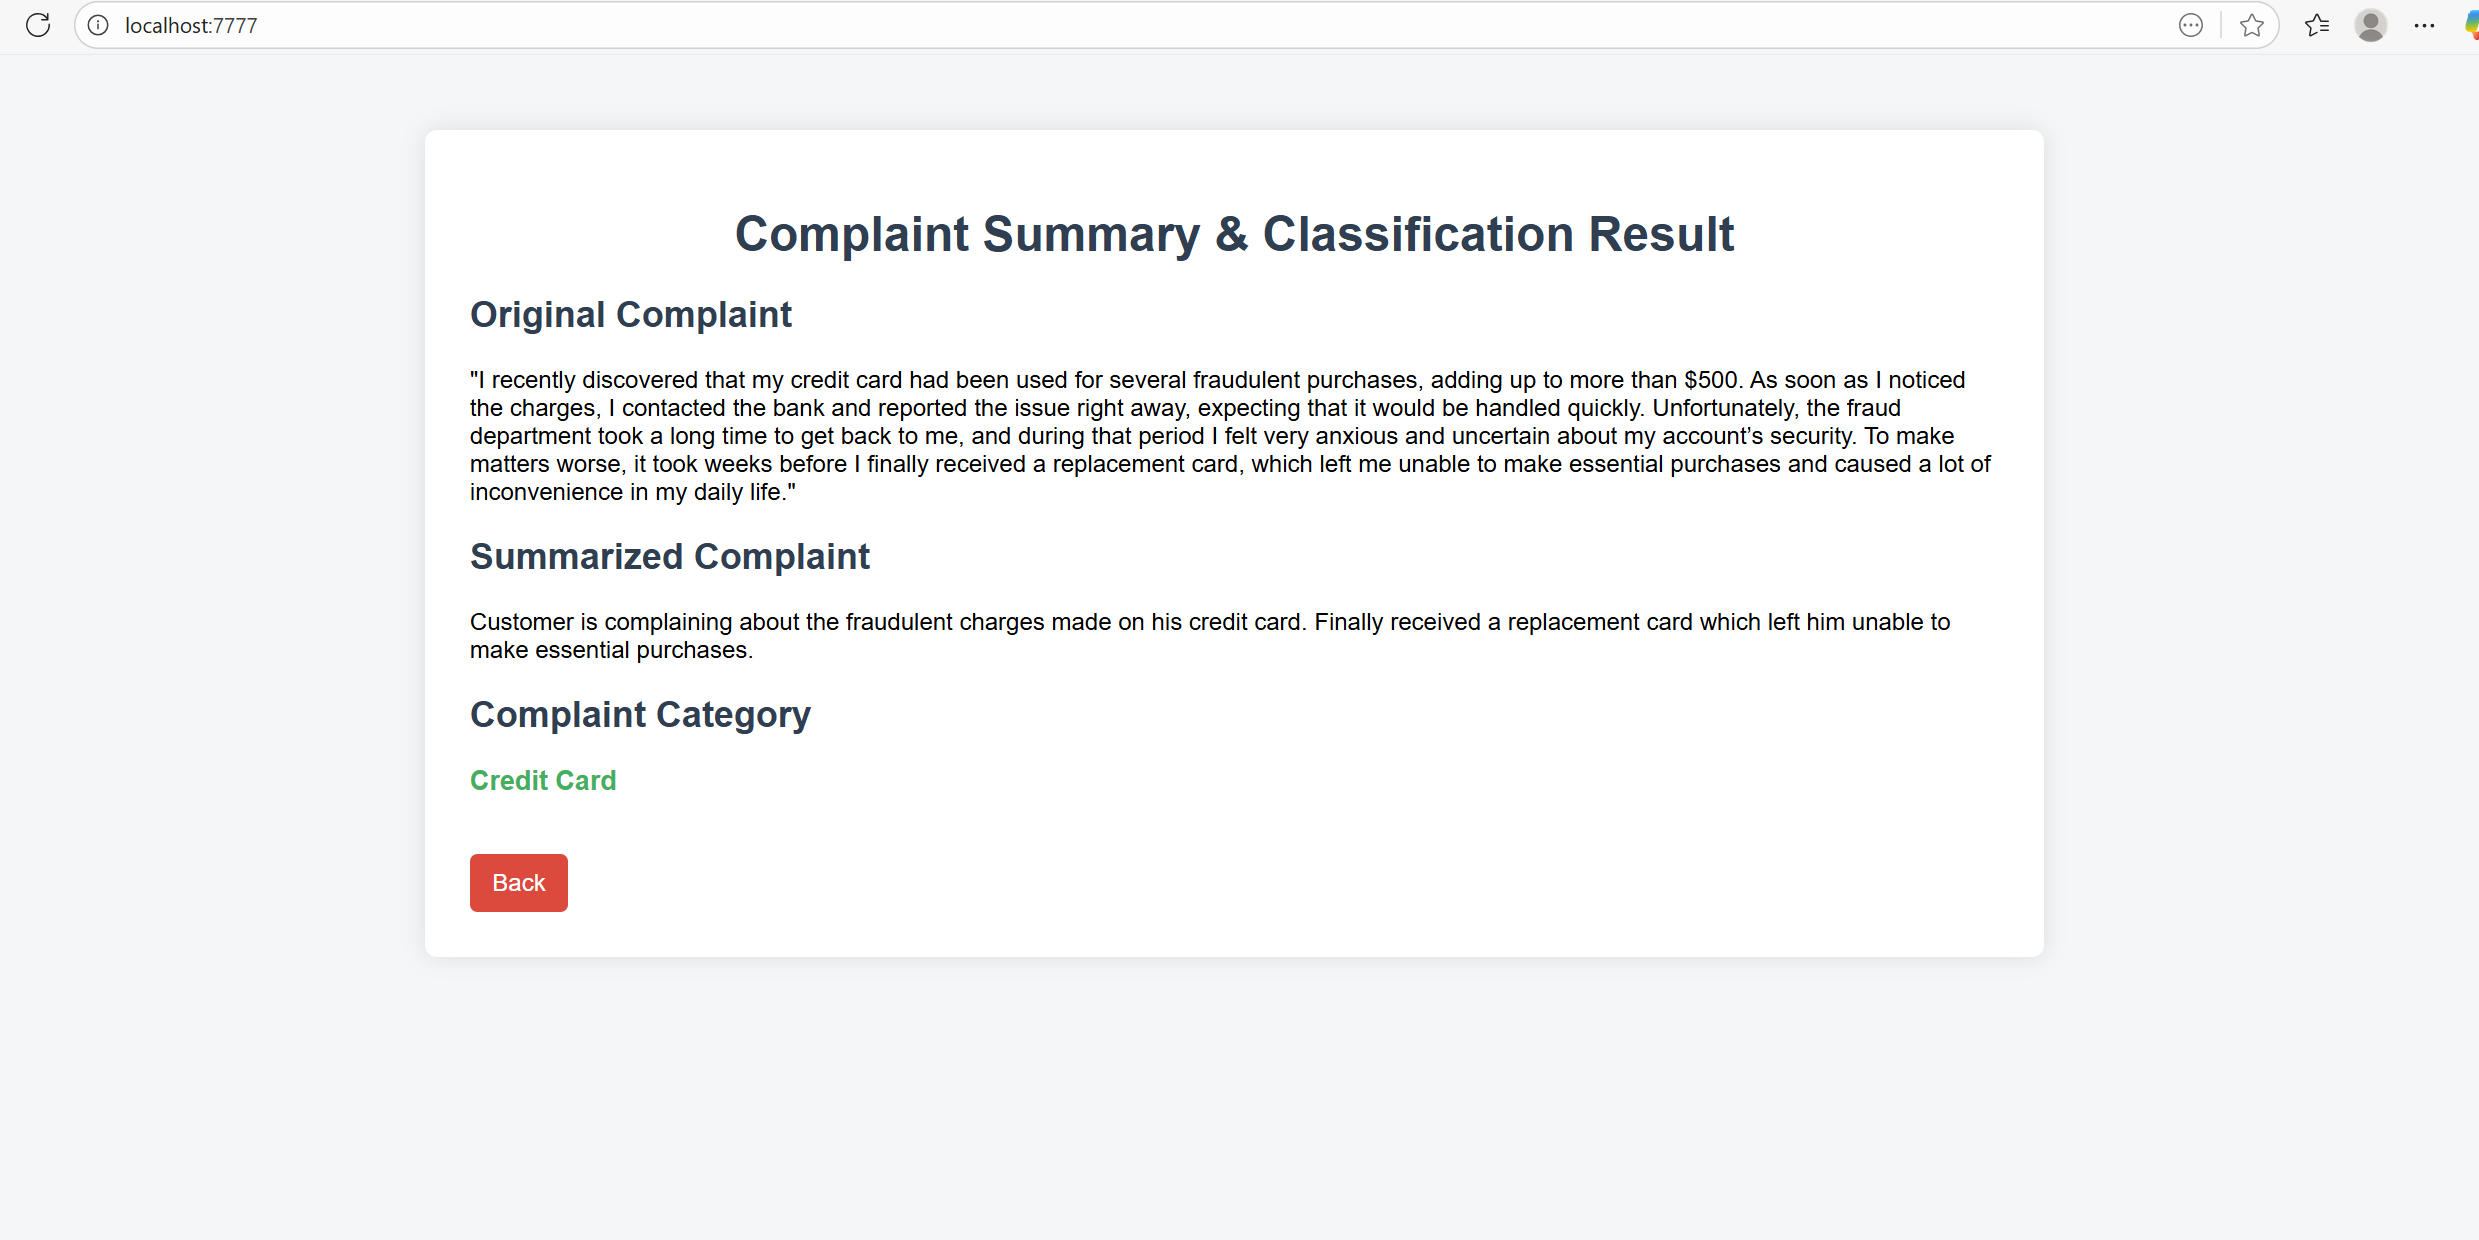 localhost:7777
Complaint Summary & Classification Result
Original Complaint
"I recently discovered that my credit card had been used for several fraudulent purchases, adding up to more than $500. As soon as I noticed
the charges, I contacted the bank and reported the issue right away, expecting that it would be handled quickly. Unfortunately, the fraud
department took a long time to get back to me, and during that period I felt very anxious and uncertain about my account’s security. To make
matters worse, it took weeks before I finally received a replacement card, which left me unable to make essential purchases and caused a lot of
inconvenience in my daily life."
Summarized Complaint
Customer is complaining about the fraudulent charges made on his credit card. Finally received a replacement card which left him unable to
make essential purchases.
Complaint Category
Credit Card
Back